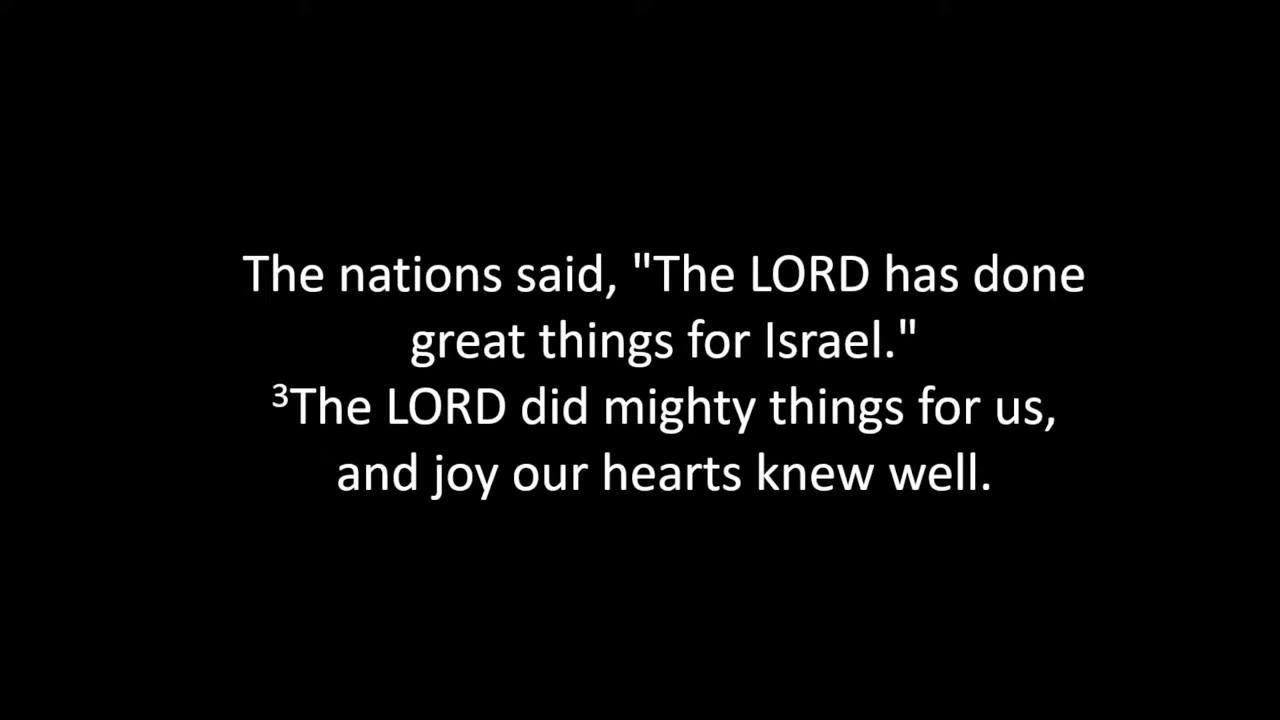 The nations said, "The LORD has done
great things for Israel."
³The LORD did mighty things for us,
and joy our hearts knew well.